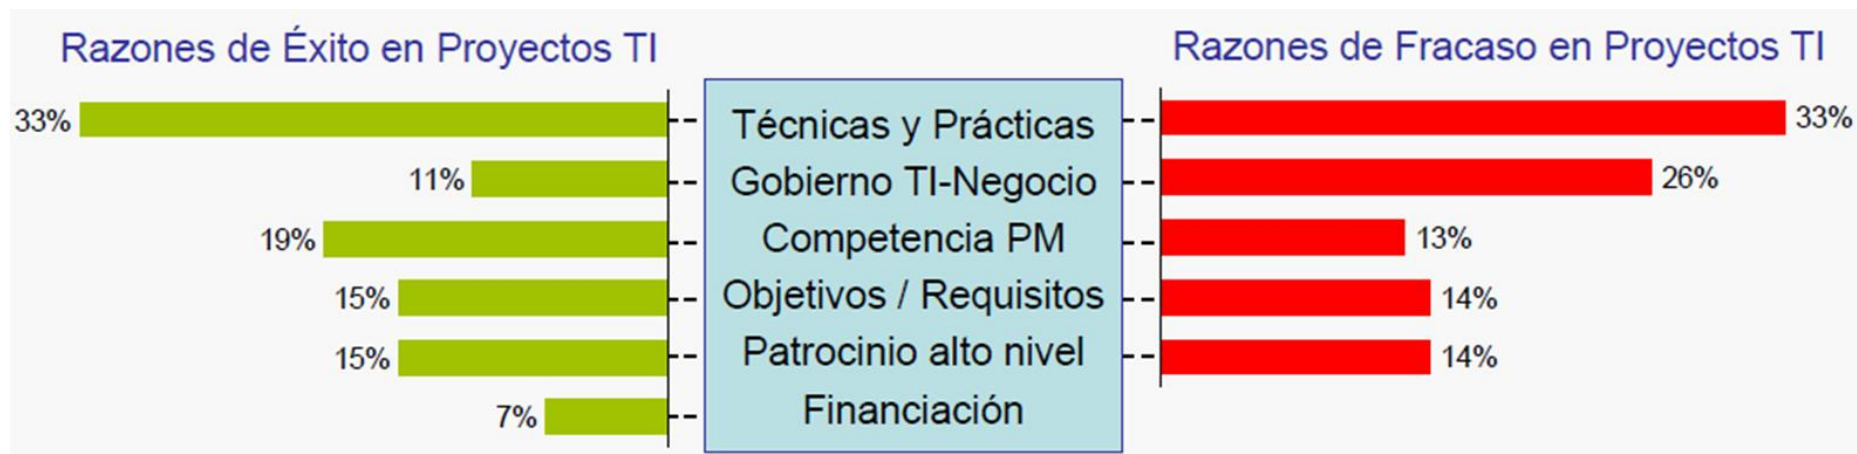 Razones de Éxito en Proyectos TI
Razones de Fracaso en Proyectos TI
33% Técnicas y Prácticas 33%
11% Gobierno TI-Negocio 26%
19% Competencia PM 13%
15% Objetivos / Requisitos 14%
15% Patrocinio alto nivel 14%
7% Financiación